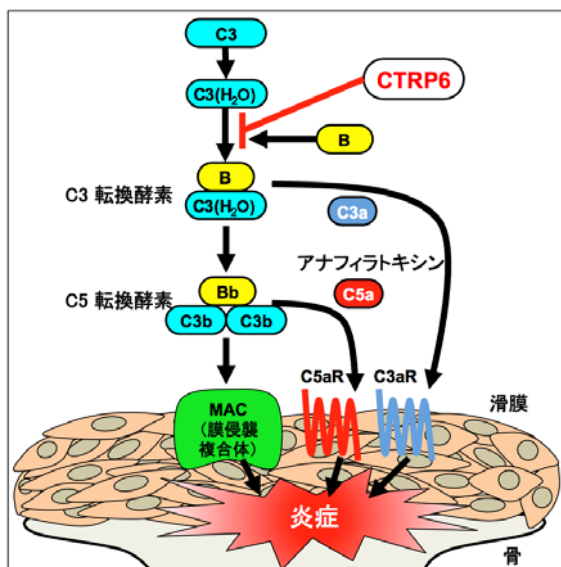 C3
CTRP6
C3(H₂O)
B
B
C3 転換酵素
C3(H₂O)
C3a
アナフィラトキシン
C5 転換酵素
Bb
C5a
C3b
C3b
C5aR
C3aR
MAC
(膜侵襲
複合体)
滑膜
炎症
骨